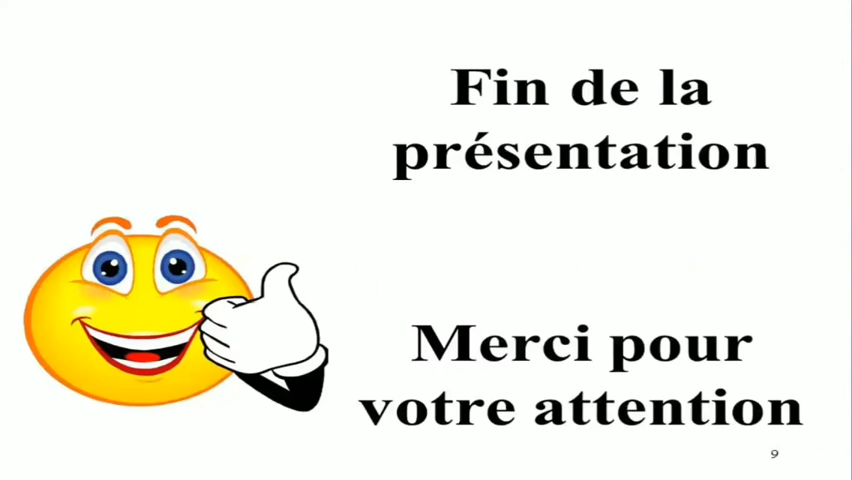 Fin de la
présentation
Merci pour
votre attention
9